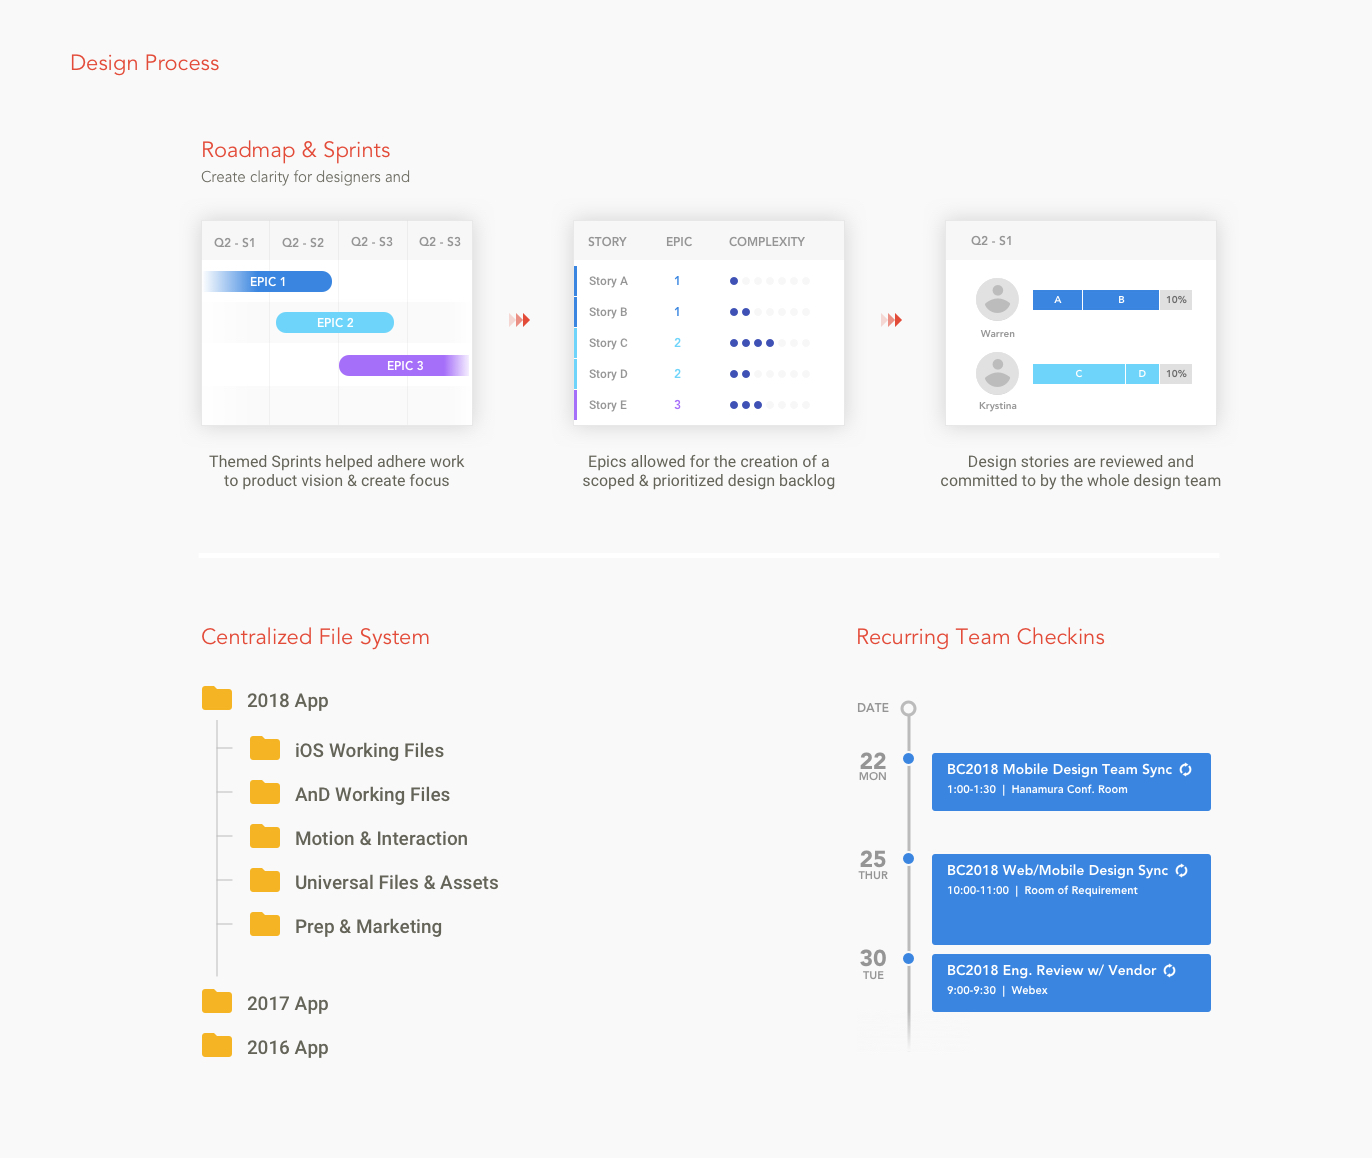 Design Process
Roadmap & Sprints
Create clarity for designers and
Q2 - S1 Q2 - S2 Q2 - S3 Q2 - S3
EPIC 1
EPIC 2
EPIC 3
Themed Sprints helped adhere work
to product vision & create focus
STORY EPIC COMPLEXITY
Story A 1
Story B 1
Story C 2
Story D 2
Story E 3
Epics allowed for the creation of a
scoped & prioritized design backlog
Q2 - S1
A B 10%
Warren
C D 10%
Krystina
Design stories are reviewed and
committed to by the whole design team
Centralized File System
2018 App
iOS Working Files
AnD Working Files
Motion & Interaction
Universal Files & Assets
Prep & Marketing
2017 App
2016 App
Recurring Team Checkins
DATE
22
MON
BC2018 Mobile Design Team Sync
1:00-1:30 | Hanamura Conf. Room
25
THUR
BC2018 Web/Mobile Design Sync
10:00-11:00 | Room of Requirement
30
TUE
BC2018 Eng. Review w/ Vendor
9:00-9:30 | Webex